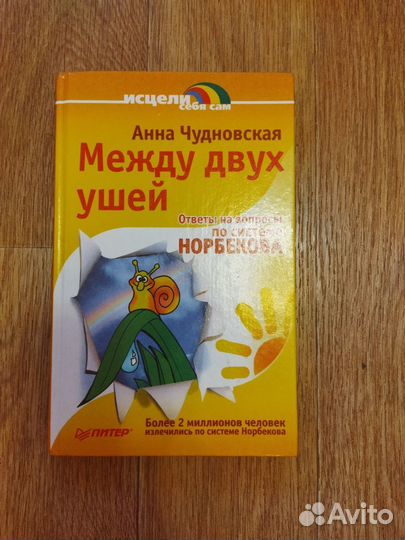 исцели
себя сам
Анна Чудновская
Между двух
ушей
Ответы на вопросы
по системе
НОРБЕКОВА
Более 2 миллионов человек
излечились по системе Норбекова
ПИТЕР®
Avito